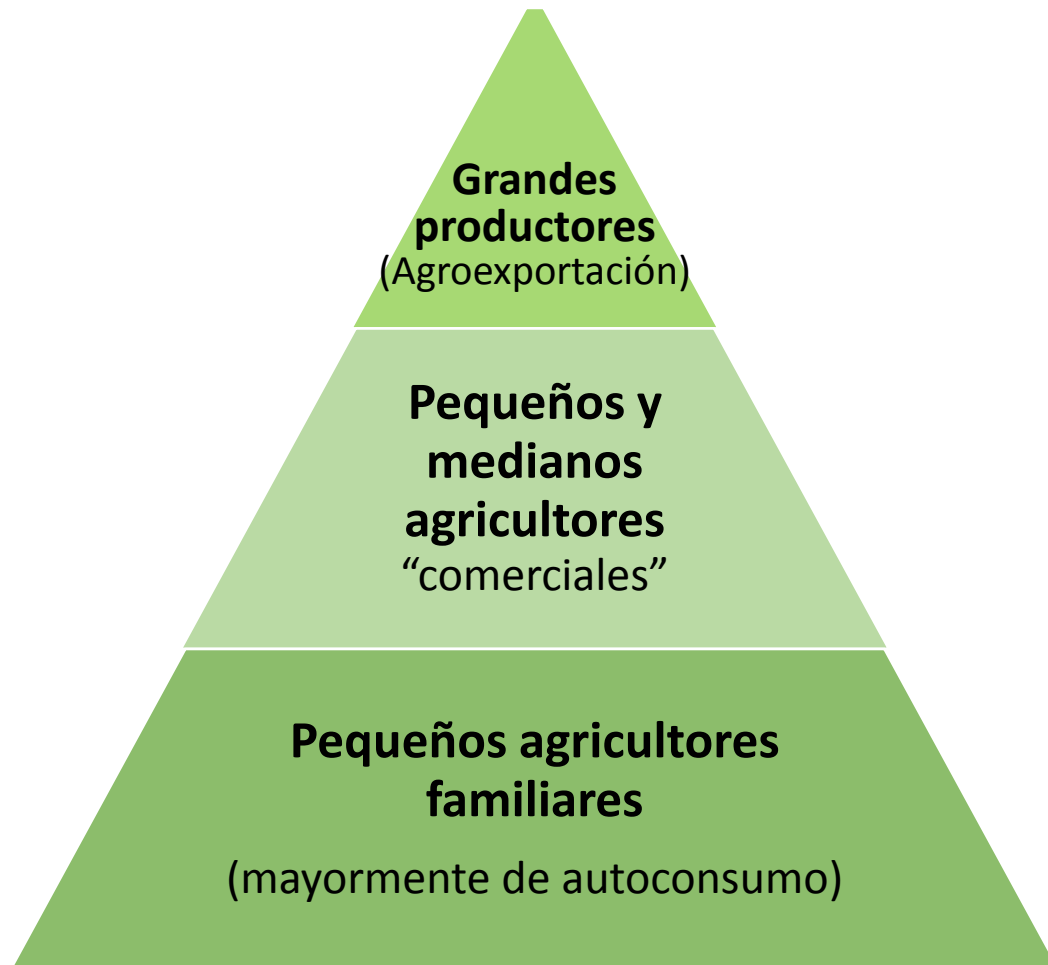 Grandes
productores
(Agroexportación)
Pequeños y
medianos
agricultores
“comerciales”
Pequeños agricultores
familiares
(mayormente de autoconsumo)